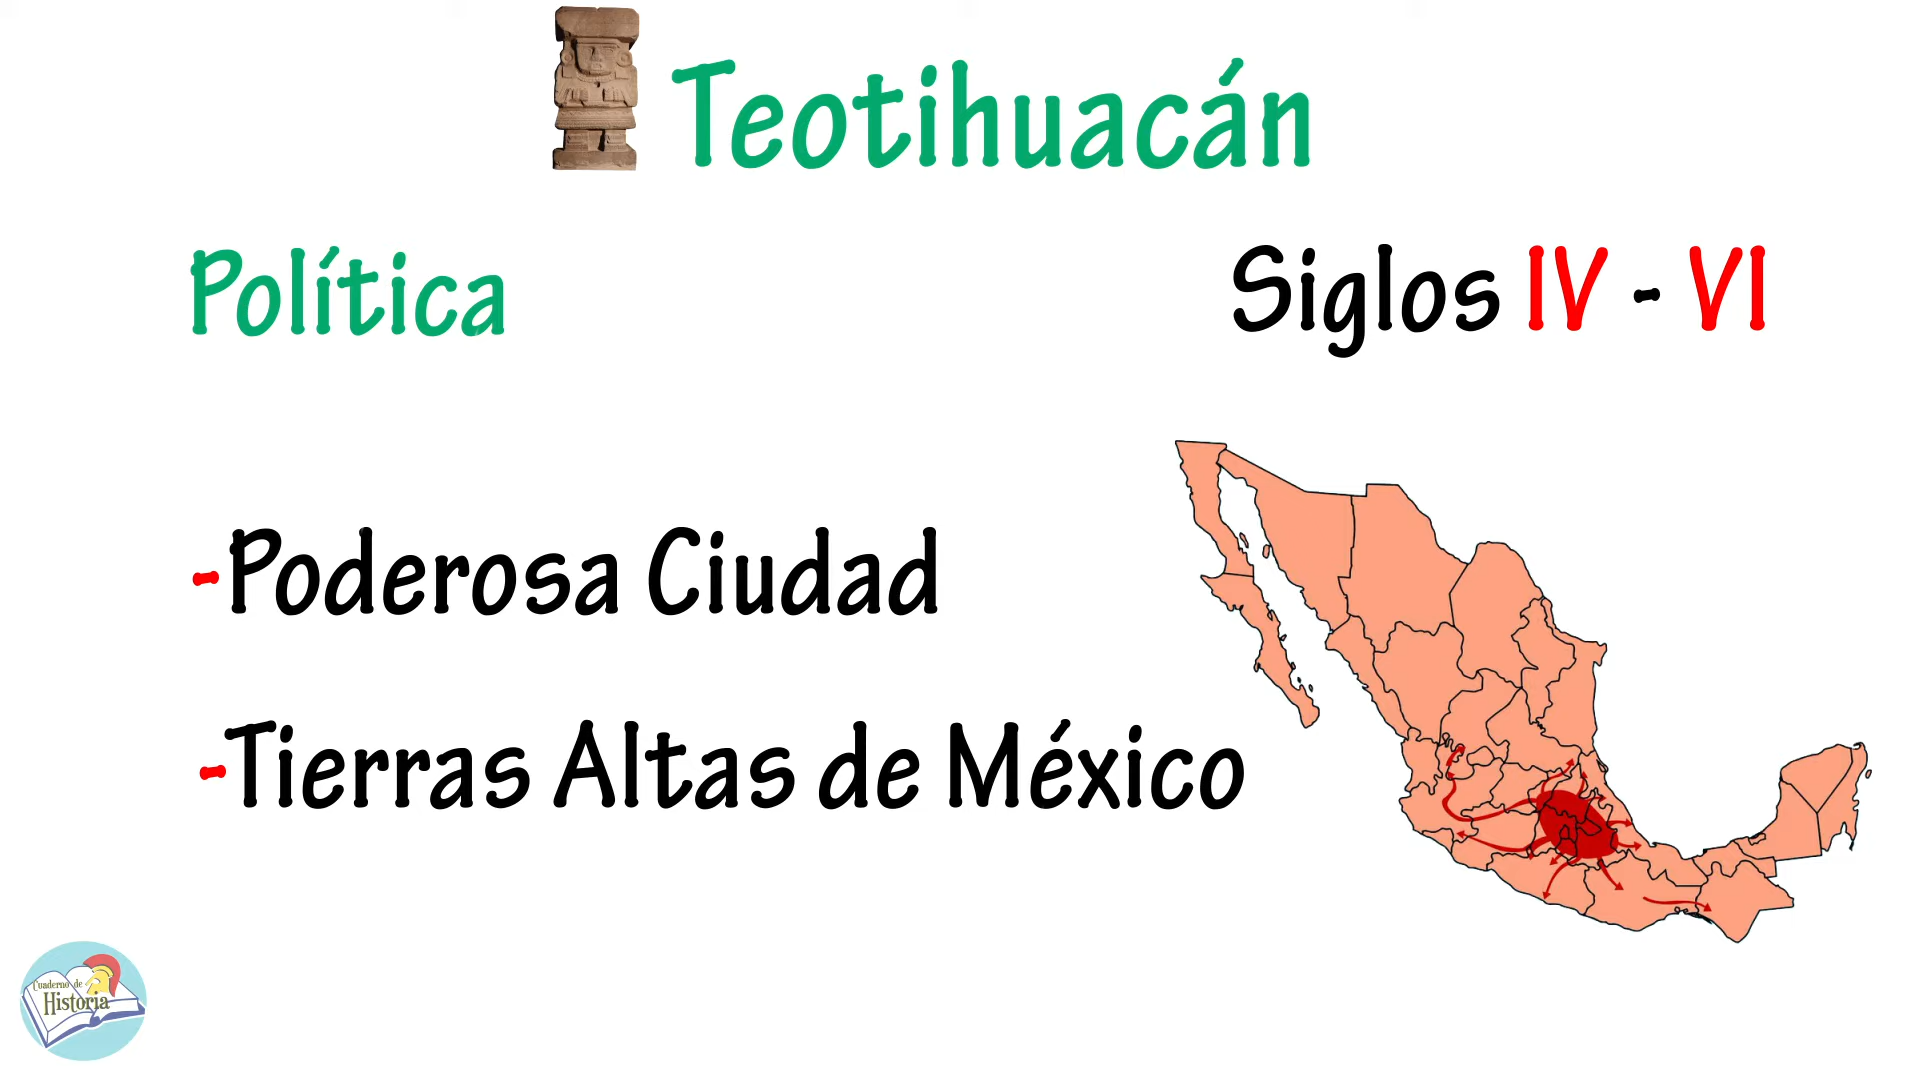 Teotihuacán
Política
Siglos IV - VI
-Poderosa Ciudad
-Tierras Altas de México
Cuaderno de
Historia